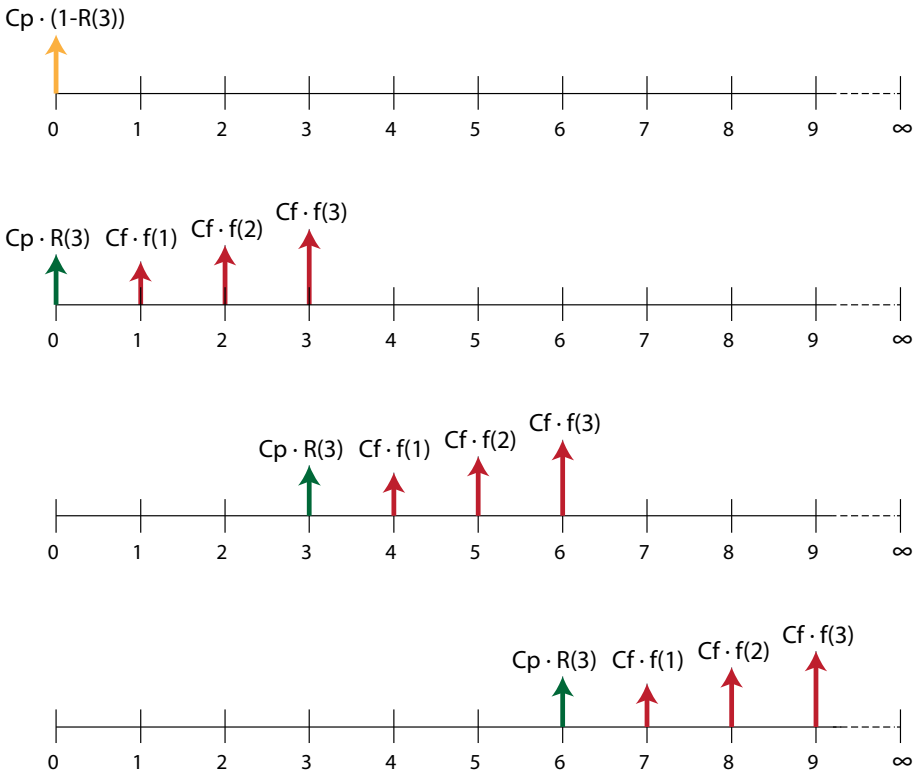 Cp · (1-R(3))
0 1 2 3 4 5 6 7 8 9 ∞
Cp · R(3) Cf · f(1) Cf · f(2) Cf · f(3)
0 1 2 3 4 5 6 7 8 9 ∞
Cp · R(3) Cf · f(1) Cf · f(2) Cf · f(3)
0 1 2 3 4 5 6 7 8 9 ∞
Cp · R(3) Cf · f(1) Cf · f(2) Cf · f(3)
0 1 2 3 4 5 6 7 8 9 ∞